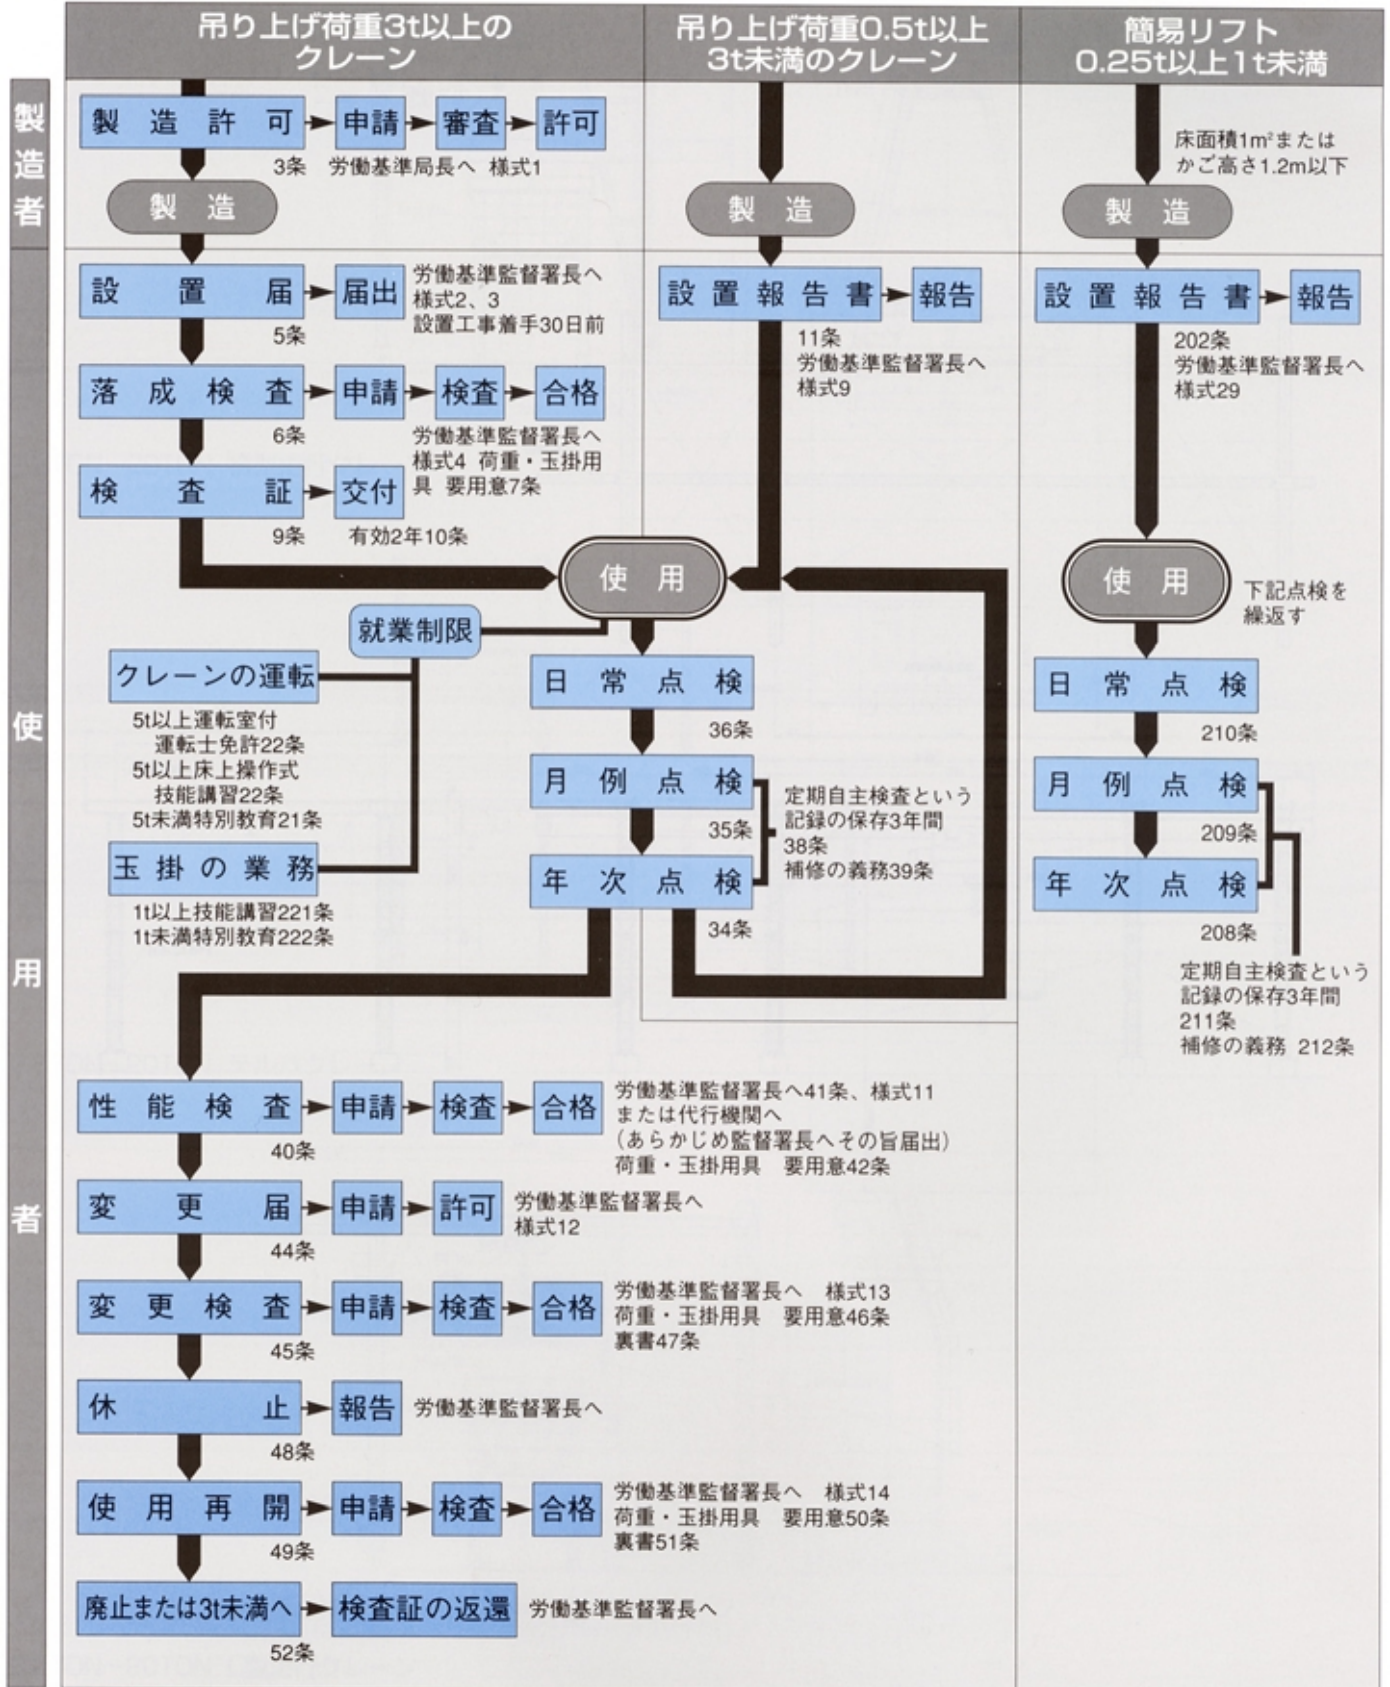 吊り上げ荷重3t以上の
クレーン
吊り上げ荷重0.5t以上
3t未満のクレーン
簡易リフト
0.25t以上1t未満
製造者
製造許可
申請
審査
許可
3条
労働基準局長へ 様式1
製造
製造
床面積1m²または
かご高さ1.2m以下
製造
使用者
設置届
届出
労働基準監督署長へ
様式2、3
設置工事着手30日前
5条
落成検査
申請
検査
合格
6条
労働基準監督署長へ
様式4 荷重・玉掛用
具 要用意7条
検査証
交付
9条
有効2年10条
設置報告書
報告
11条
労働基準監督署長へ
様式9
設置報告書
報告
202条
労働基準監督署長へ
様式29
使用
就業制限
クレーンの運転
5t以上運転室付
運転士免許22条
5t以上床上操作式
技能講習22条
5t未満特別教育21条
玉掛の業務
1t以上技能講習221条
1t未満特別教育222条
日常点検
36条
月例点検
35条
年次点検
34条
定期自主検査という
記録の保存3年間
38条
補修の義務39条
使用
下記点検を
繰返す
日常点検
210条
月例点検
209条
年次点検
208条
定期自主検査という
記録の保存3年間
211条
補修の義務 212条
性能検査
申請
検査
合格
40条
労働基準監督署長へ41条、様式11
または代行機関へ
(あらかじめ監督署長へその旨届出)
荷重・玉掛用具 要用意42条
変更届
申請
許可
44条
労働基準監督署長へ
様式12
変更検査
申請
検査
合格
45条
労働基準監督署長へ 様式13
荷重・玉掛用具 要用意46条
裏書47条
休止
報告
労働基準監督署長へ
48条
使用再開
申請
検査
合格
49条
労働基準監督署長へ 様式14
荷重・玉掛用具 要用意50条
裏書51条
廃止または3t未満へ
検査証の返還
労働基準監督署長へ
52条